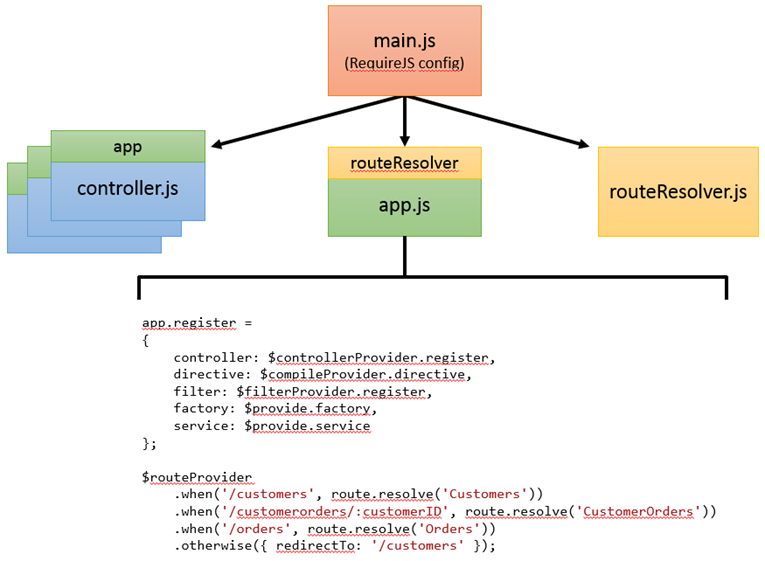 main.js
(RequireJS config)
app
controller.js
routeResolver
app.js
routeResolver.js
app.register =
{
    controller: $controllerProvider.register,
    directive: $compileProvider.directive,
    filter: $filterProvider.register,
    factory: $provide.factory,
    service: $provide.service
};
$routeProvider
    .when('/customers', route.resolve('Customers'))
    .when('/customerorders/:customerID', route.resolve('CustomerOrders'))
    .when('/orders', route.resolve('Orders'))
    .otherwise({ redirectTo: '/customers' });